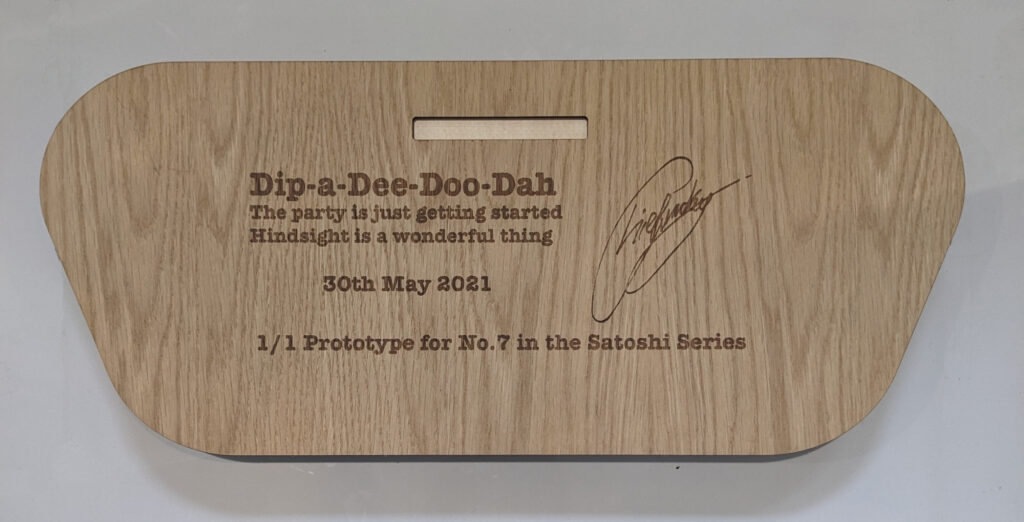 Dip-a-Dee-Doo-Dah
The party is just getting started
Hindsight is a wonderful thing
30th May 2021
1/1 Prototype for No.7 in the Satoshi Series